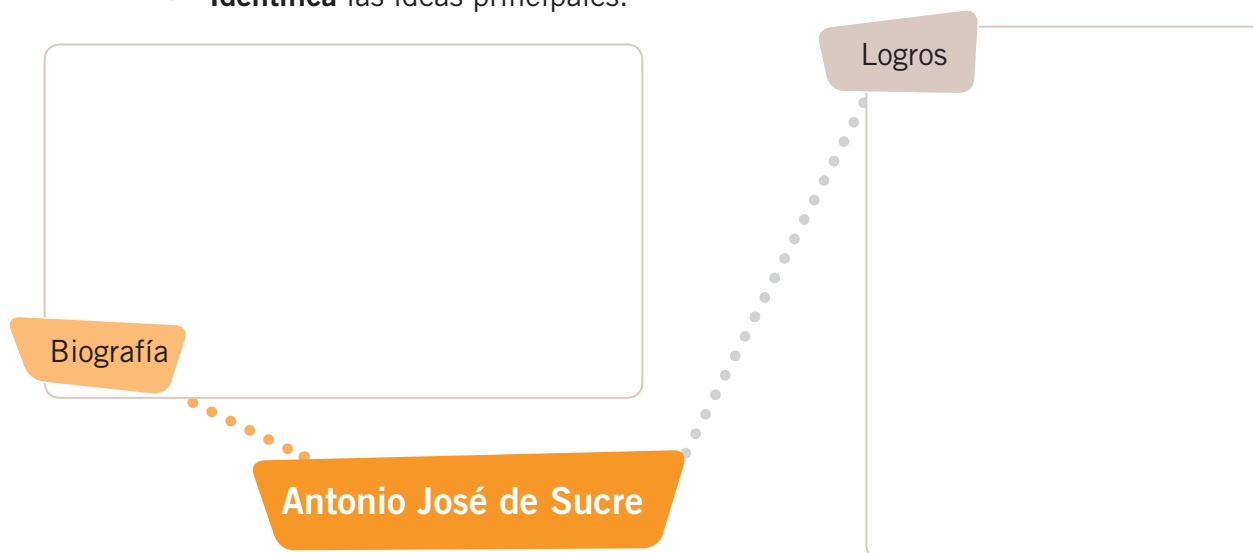 Identifica las ideas principales.
Logros
Biografía
Antonio José de Sucre